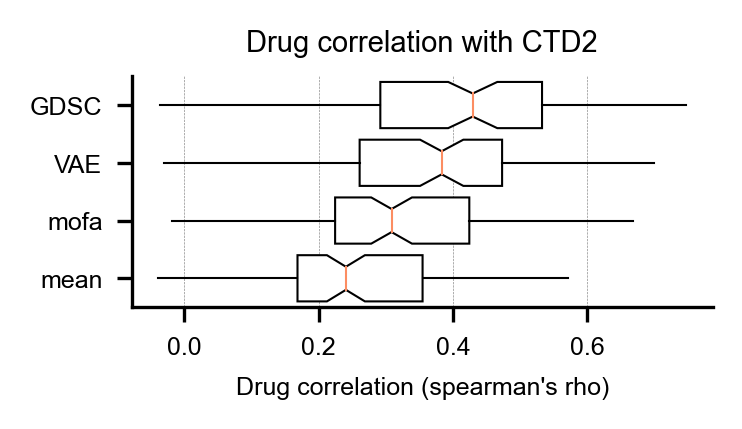 Drug correlation with CTD2
GDSC
VAE
mofa
mean
0.0 0.2 0.4 0.6
Drug correlation (spearman's rho)